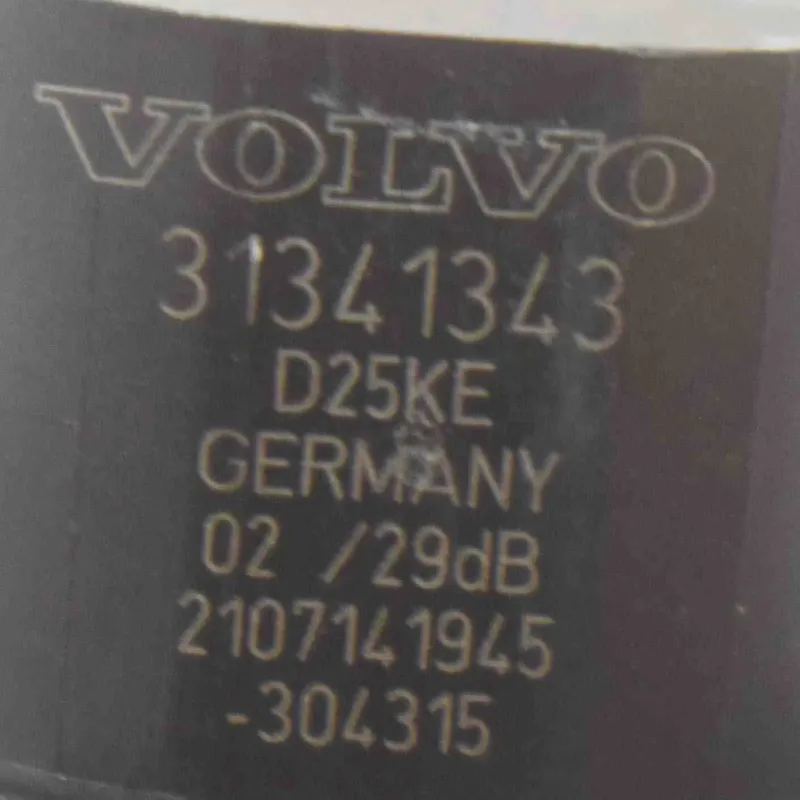 VOLVO
31341343
D25KE
GERMANY
02 /29dB
2107141945
-304315